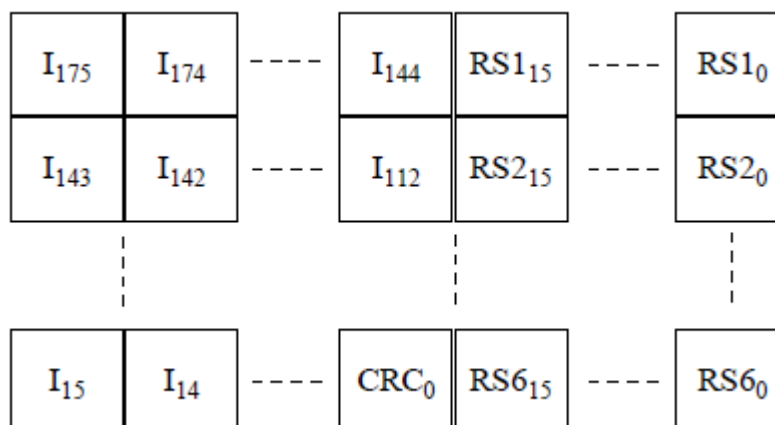 I₁₇₅ I₁₇₄ I₁₄₄ RS1₁₅ RS1₀
I₁₄₃ I₁₄₂ I₁₁₂ RS2₁₅ RS2₀
I₁₅ I₁₄ CRC₀ RS6₁₅ RS6₀